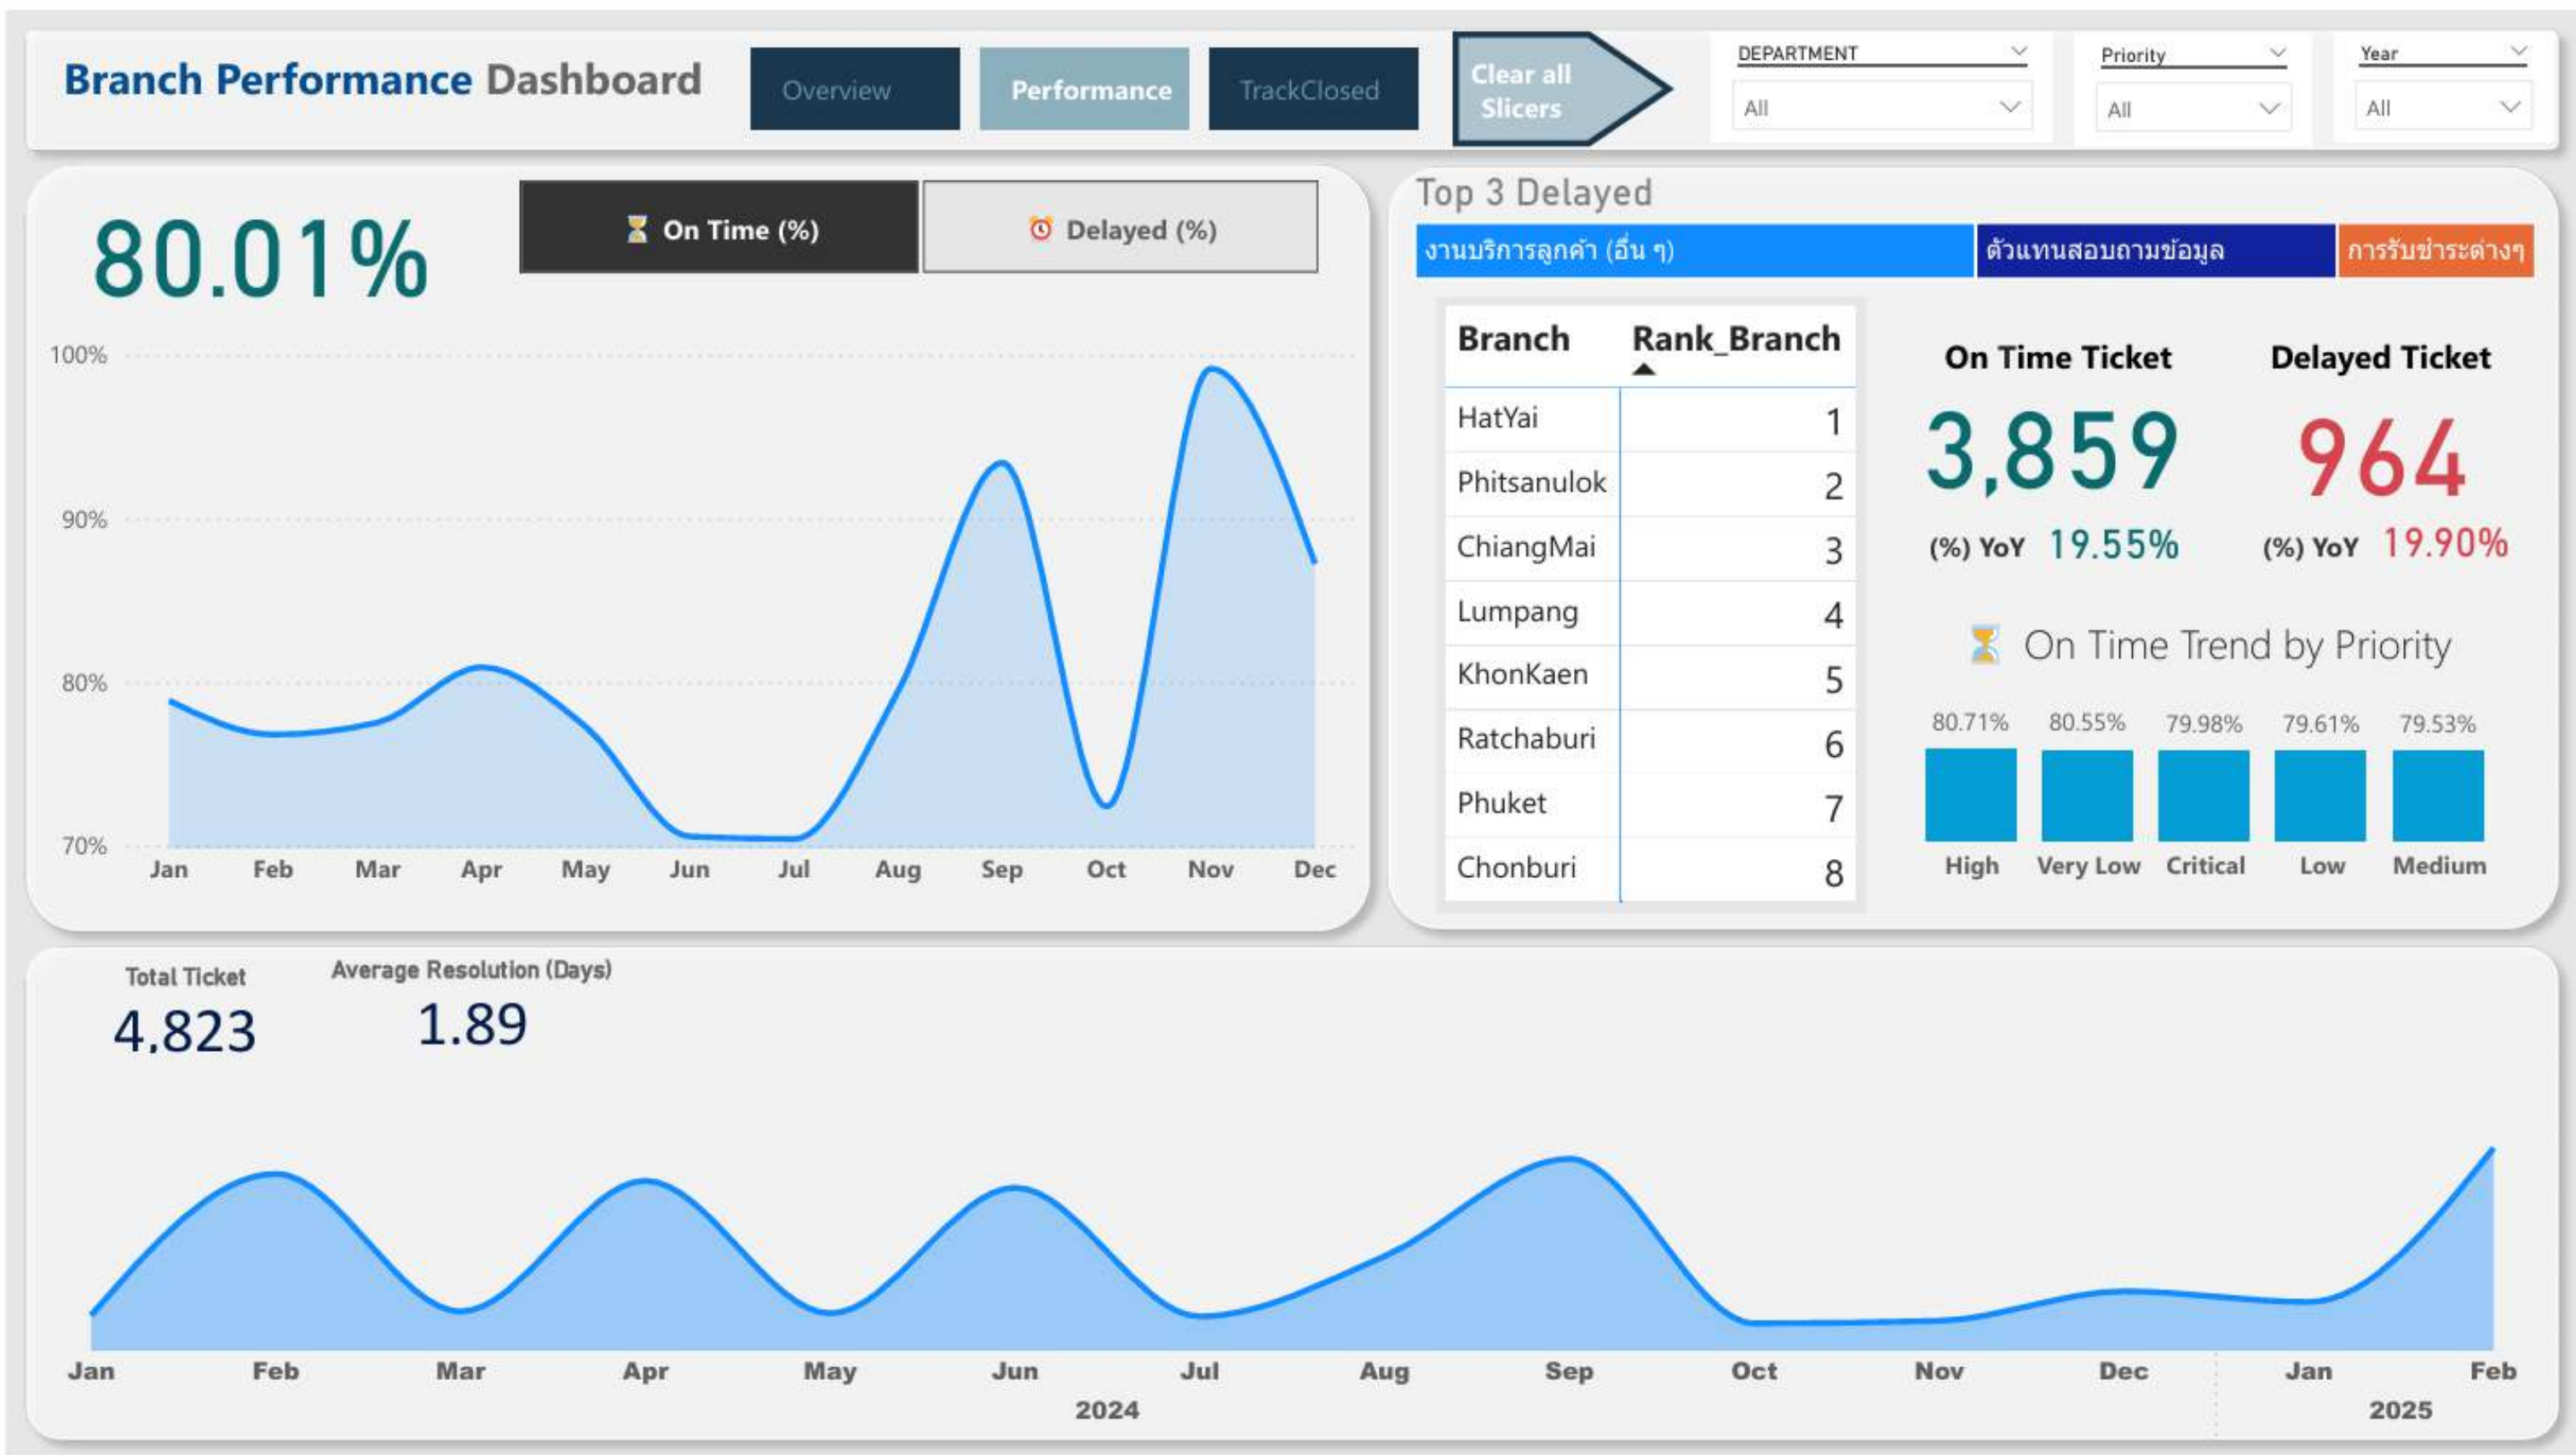 Branch Performance Dashboard
Overview
Performance
TrackClosed
Clear all
Slicers
DEPARTMENT
All
Priority
All
Year
All
80.01%
⏳ On Time (%)
⏰ Delayed (%)
100%
90%
80%
70%
Jan Feb Mar Apr May Jun Jul Aug Sep Oct Nov Dec
Top 3 Delayed
งานบริการลูกค้า (อื่น ๆ)
ตัวแทนสอบถามข้อมูล
การรับชำระต่างๆ
Branch Rank_Branch
HatYai 1
Phitsanulok 2
ChiangMai 3
Lumpang 4
KhonKaen 5
Ratchaburi 6
Phuket 7
Chonburi 8
On Time Ticket
3,859
(%) YoY 19.55%
Delayed Ticket
964
(%) YoY 19.90%
⏳ On Time Trend by Priority
80.71% 80.55% 79.98% 79.61% 79.53%
High Very Low Critical Low Medium
Total Ticket
4,823
Average Resolution (Days)
1.89
Jan Feb Mar Apr May Jun Jul Aug Sep Oct Nov Dec Jan Feb
2024 2025